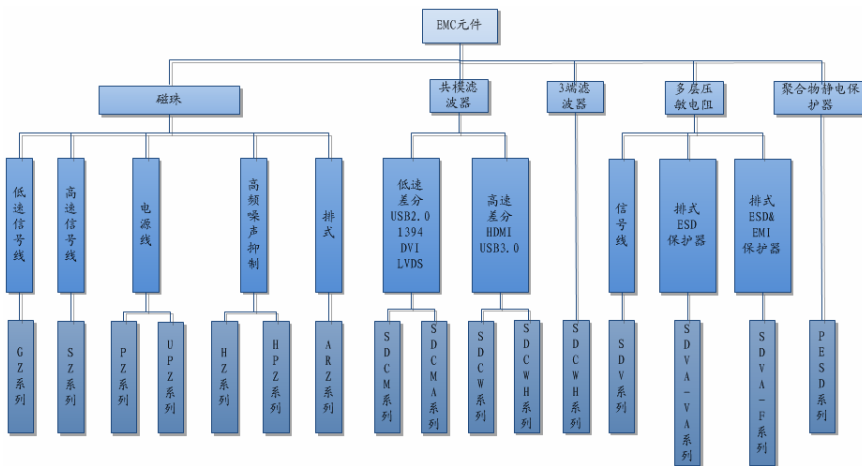 EMC元件
磁珠
共模滤
波器
3端滤
波器
多层压
敏电阻
聚合物静电保
护器
低速信号线
高速信号线
电源线
高频噪声抑制
排式
低速
差分
USB2.0
1394
DVI
LVDS
高速
差分
HDMI
USB3.0
信号线
排式
ESD
保护器
排式
ESD&
EMI
保护器
GZ系列
SZ系列
PZ系列
UPZ系列
HZ系列
HPZ系列
ARZ系列
SDCM系列
SDCMA系列
SDCW系列
SDCWH系列
SDCWH系列
SDV系列
SDVA-VA系列
SDVA-F系列
PESD系列